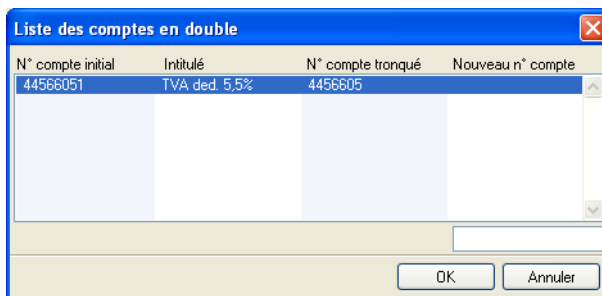 Liste des comptes en double
N° compte initial Intitulé N° compte tronqué Nouveau n° compte
44566051 TVA ded. 5,5% 4456605
OK Annuler